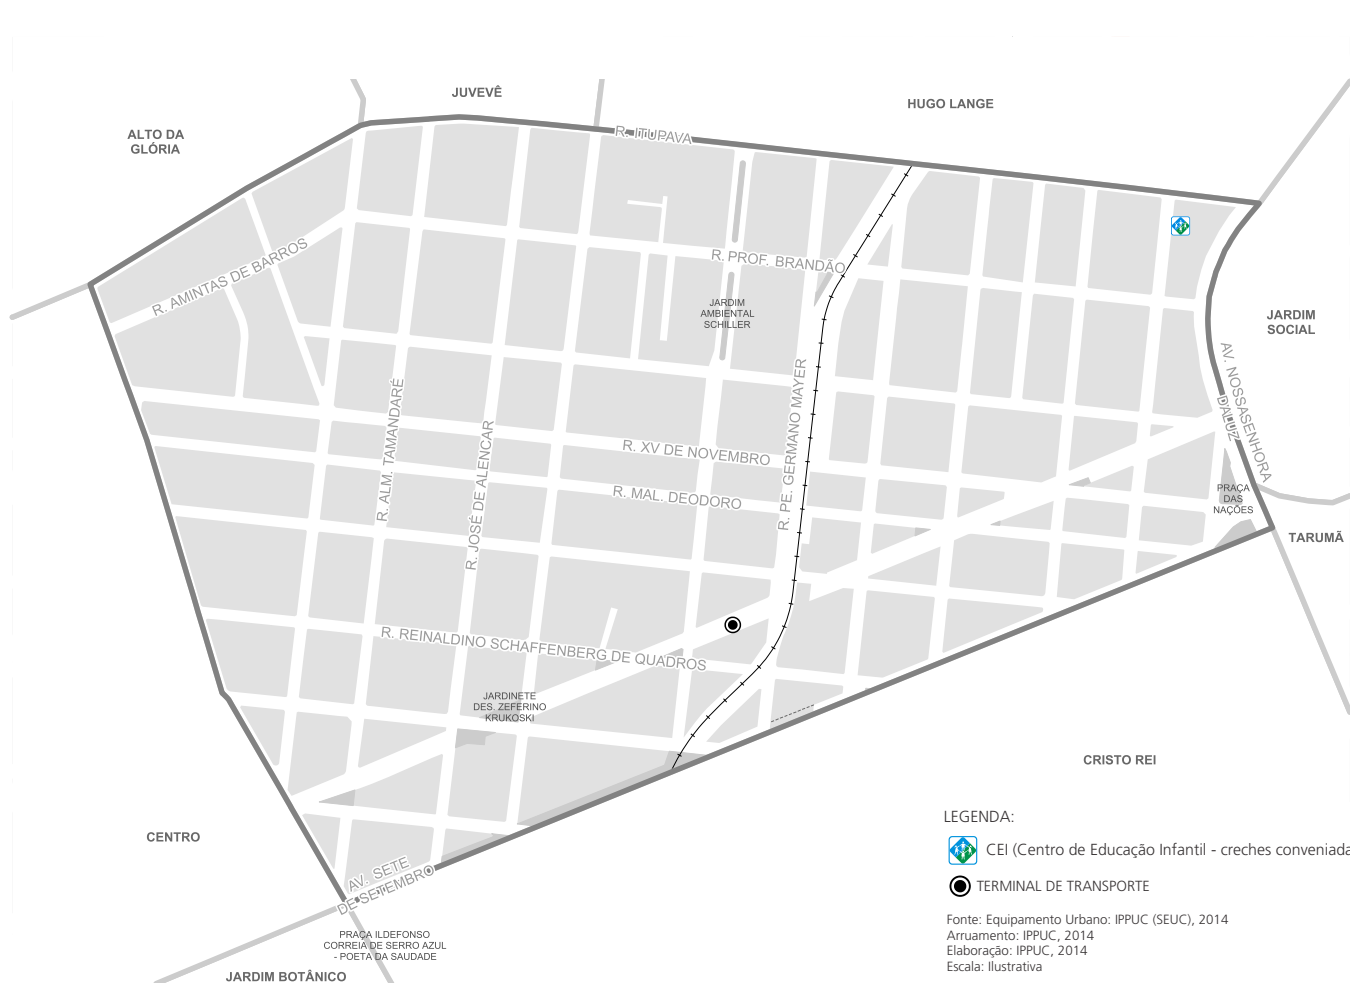 JUVEVÊ
HUGO LANGE
ALTO DA
GLÓRIA
R. ITUPAVA
R. AMINTAS DE BARROS
R. PROF. BRANDÃO
JARDIM
AMBIENTAL
SCHILLER
JARDIM
SOCIAL
AV. NOSSASENHORA
DALUZ
R. ALM. TAMANDARÉ
R. JOSÉ DE ALENCAR
R. PE. GERMANO MAYER
R. XV DE NOVEMBRO
R. MAL. DEODORO
PRAÇA
DAS
NAÇÕES
TARUMÃ
R. REINALDINO SCHAFFENBERG DE QUADROS
JARDINETE
DES. ZEFERINO
KRUKOSKI
CRISTO REI
CENTRO
AV. SETE
DE SETEMBRO
PRAÇA ILDEFONSO
CORREIA DE SERRO AZUL
- POETA DA SAUDADE
JARDIM BOTÂNICO
LEGENDA:
CEI (Centro de Educação Infantil - creches conveniada
TERMINAL DE TRANSPORTE
Fonte: Equipamento Urbano: IPPUC (SEUC), 2014
Arruamento: IPPUC, 2014
Elaboração: IPPUC, 2014
Escala: Ilustrativa